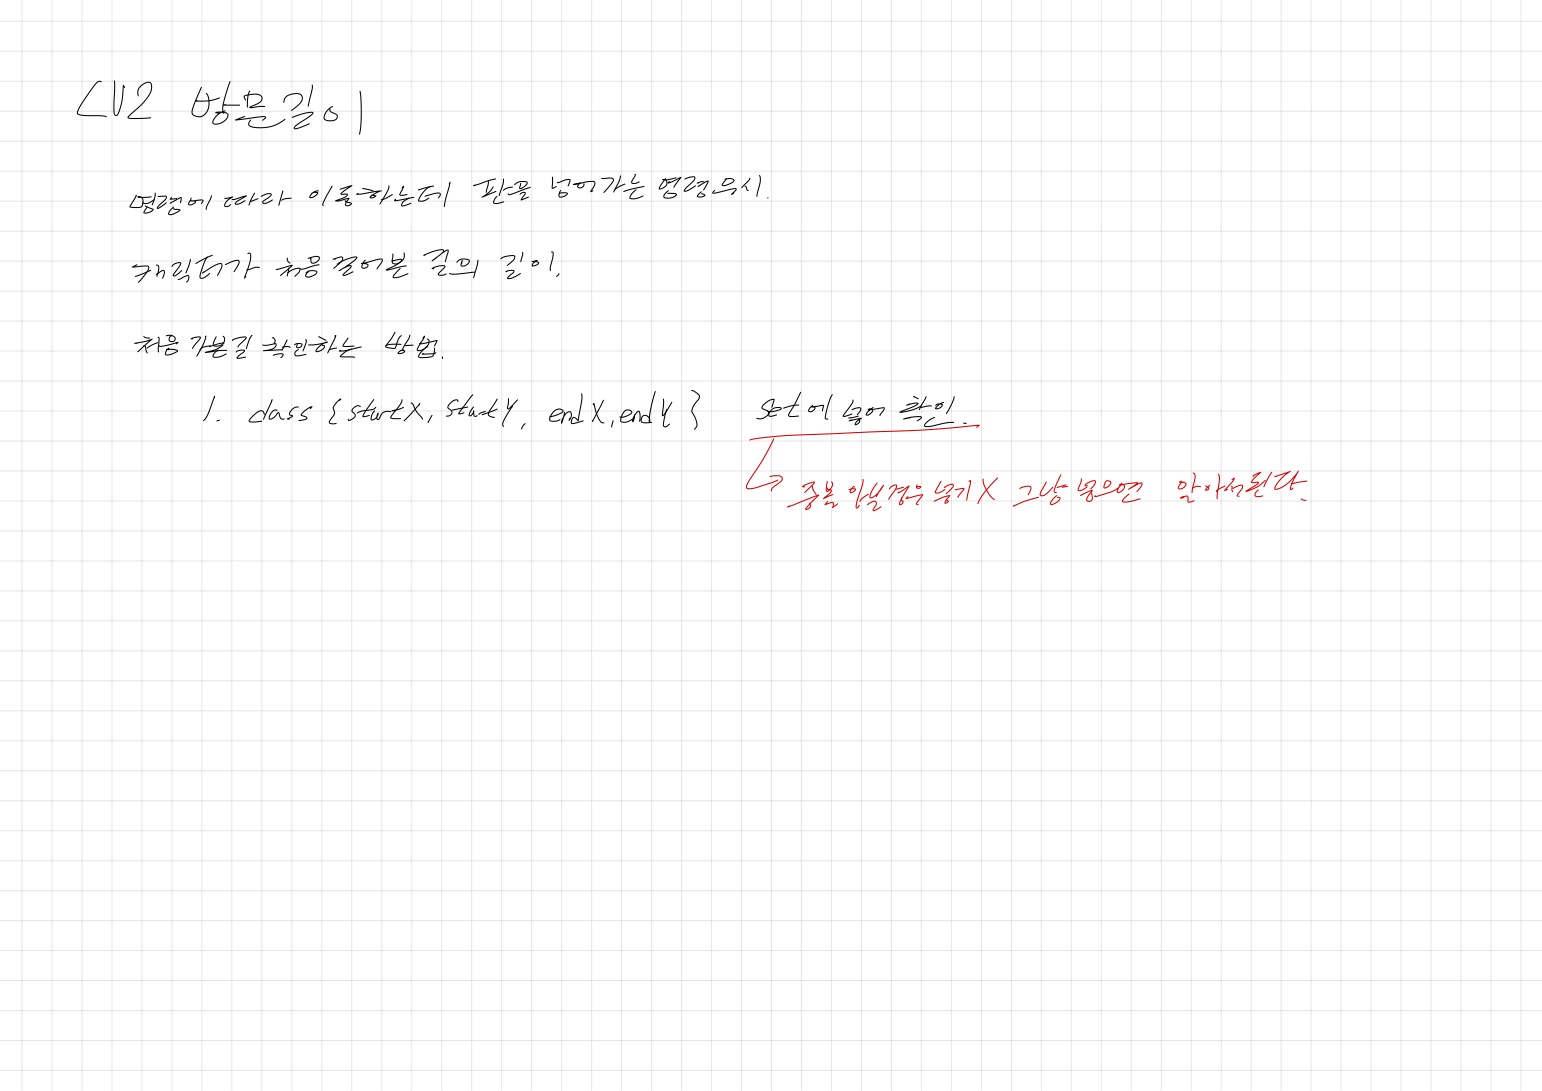 LV2 방문길이
명령에 따라 이동하는데 판을 넘어가는 명령무시.
캐릭터가 처음 걸어본 길의 길이.
처음 가본길 확인하는 방법.
1. class {startX, startY, endX, endY} set에 넣어 확인.
중복 안될경우 넣기 X 그냥 넣으면 알아서된다.